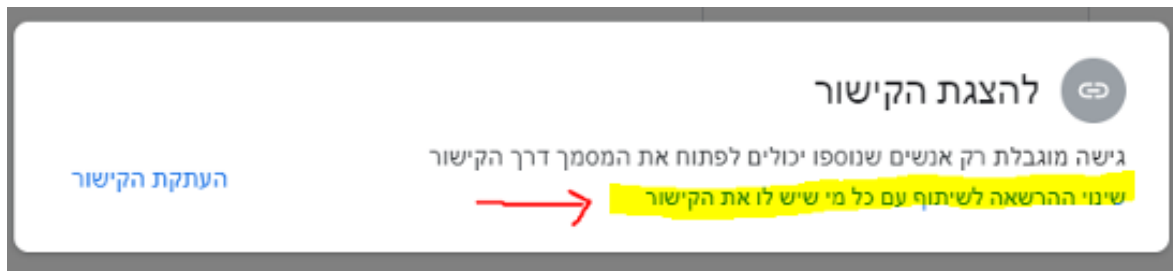 להצגת הקישור
גישה מוגבלת רק אנשים שנוספו יכולים לפתוח את המסמך דרך הקישור
שינוי ההרשאה לשיתוף עם כל מי שיש לו את הקישור
העתקת הקישור